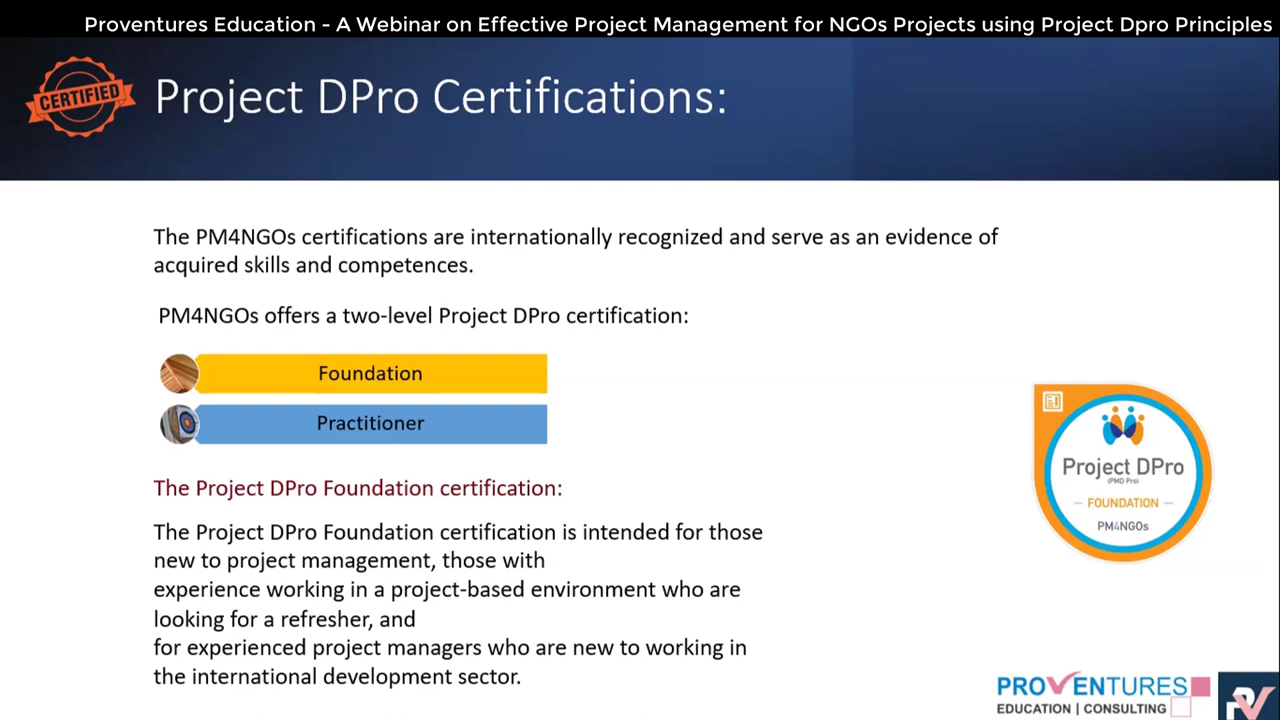 Proventures Education - A Webinar on Effective Project Management for NGOs Projects using Project Dpro Principles
CERTIFIED
Project DPro Certifications:
The PM4NGOs certifications are internationally recognized and serve as an evidence of
acquired skills and competences.
PM4NGOs offers a two-level Project DPro certification:
Foundation
Practitioner
The Project DPro Foundation certification:
The Project DPro Foundation certification is intended for those
new to project management, those with
experience working in a project-based environment who are
looking for a refresher, and
for experienced project managers who are new to working in
the international development sector.
Project DPro
(PMD Pro)
FOUNDATION
PM4NGOs
PROVENTURES
EDUCATION | CONSULTING
PV